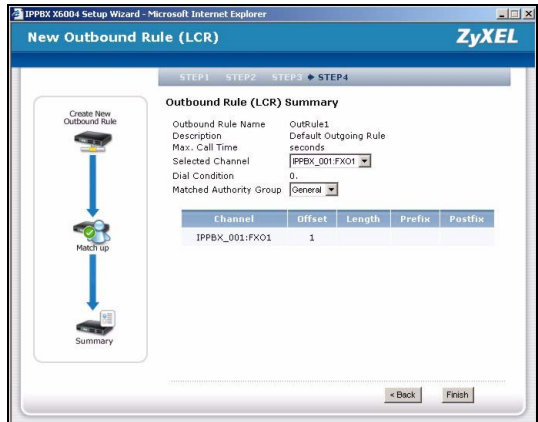 IPPBX X6004 Setup Wizard - Microsoft Internet Explorer
New Outbound Rule (LCR)
ZyXEL
STEP1 STEP2 STEP3 STEP4
Create New
Outbound Rule
Match up
Summary
Outbound Rule (LCR) Summary
Outbound Rule Name OutRule1
Description Default Outgoing Rule
Max. Call Time seconds
Selected Channel IPPBX_001:FXO1
Dial Condition 0.
Matched Authority Group General
Channel Offset Length Prefix Postfix
IPPBX_001:FXO1 1
< Back Finish